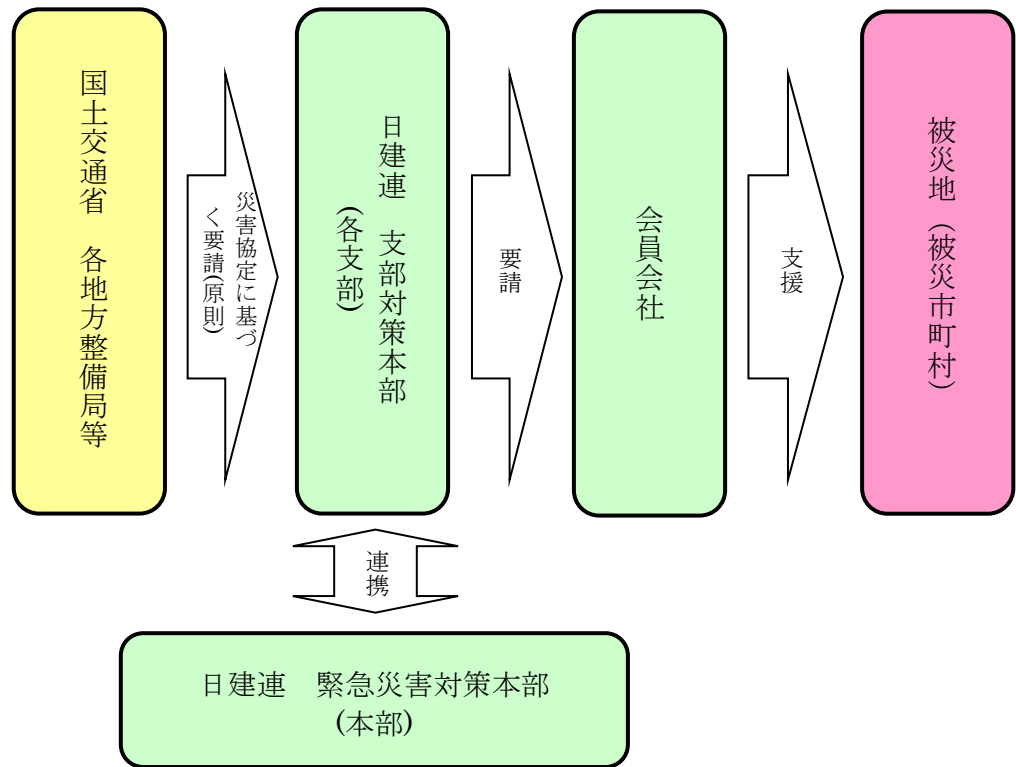 国土交通省　各地方整備局等
災害協定に基づ
く要請(原則)
日建連　支部対策本部
(各支部)
要請
会員会社
支援
被災地（被災市町村）
連携
日建連　緊急災害対策本部
(本部)